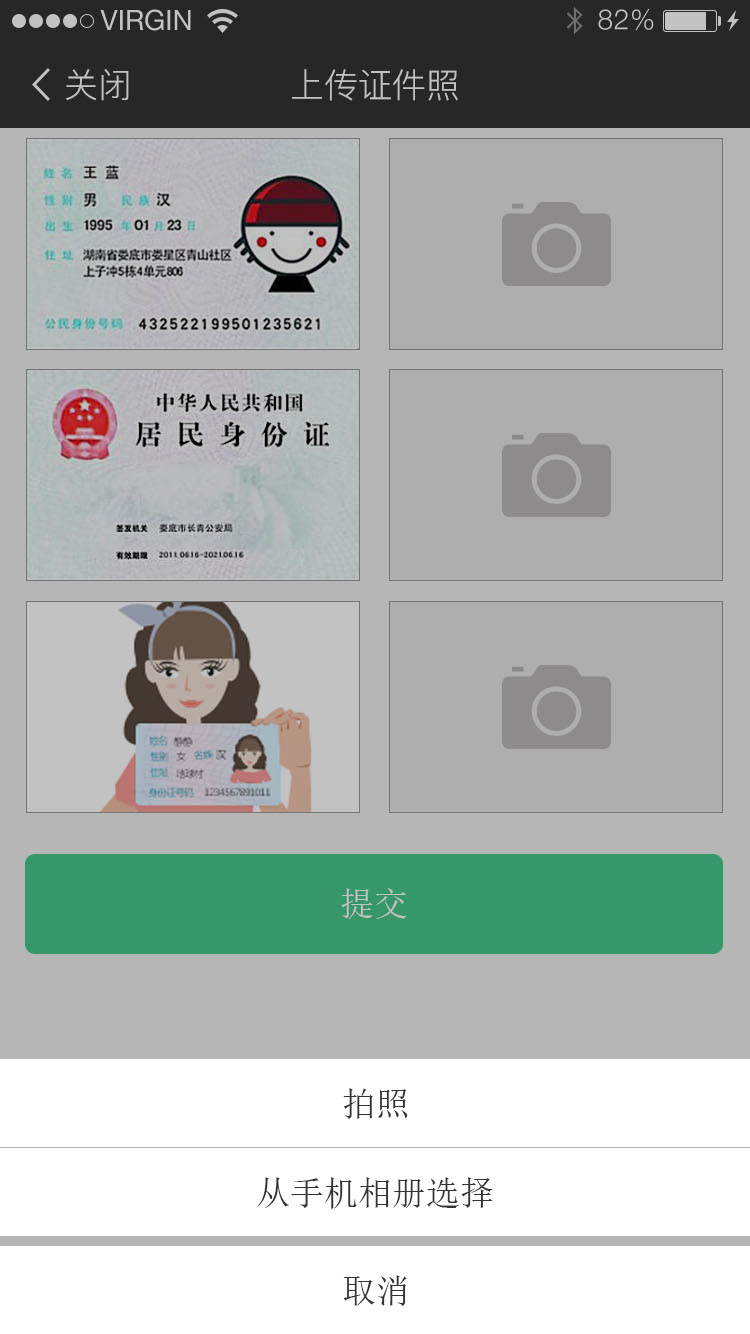 VIRGIN 82%
关闭 上传证件照
姓名 王蓝
性别 男 民族 汉
出生 1995 年 01 月 23 日
住址 湖南省娄底市娄星区青山社区
上子冲5栋4单元806
公民身份号码 432522199501235621
中华人民共和国
居民身份证
签发机关 娄底市长青公安局
有效期限 2011.06.16-2021.06.16
姓名 静静
性别 女 名族 汉
住址 地球村
身份证号码 1234567891011
提交
拍照
从手机相册选择
取消